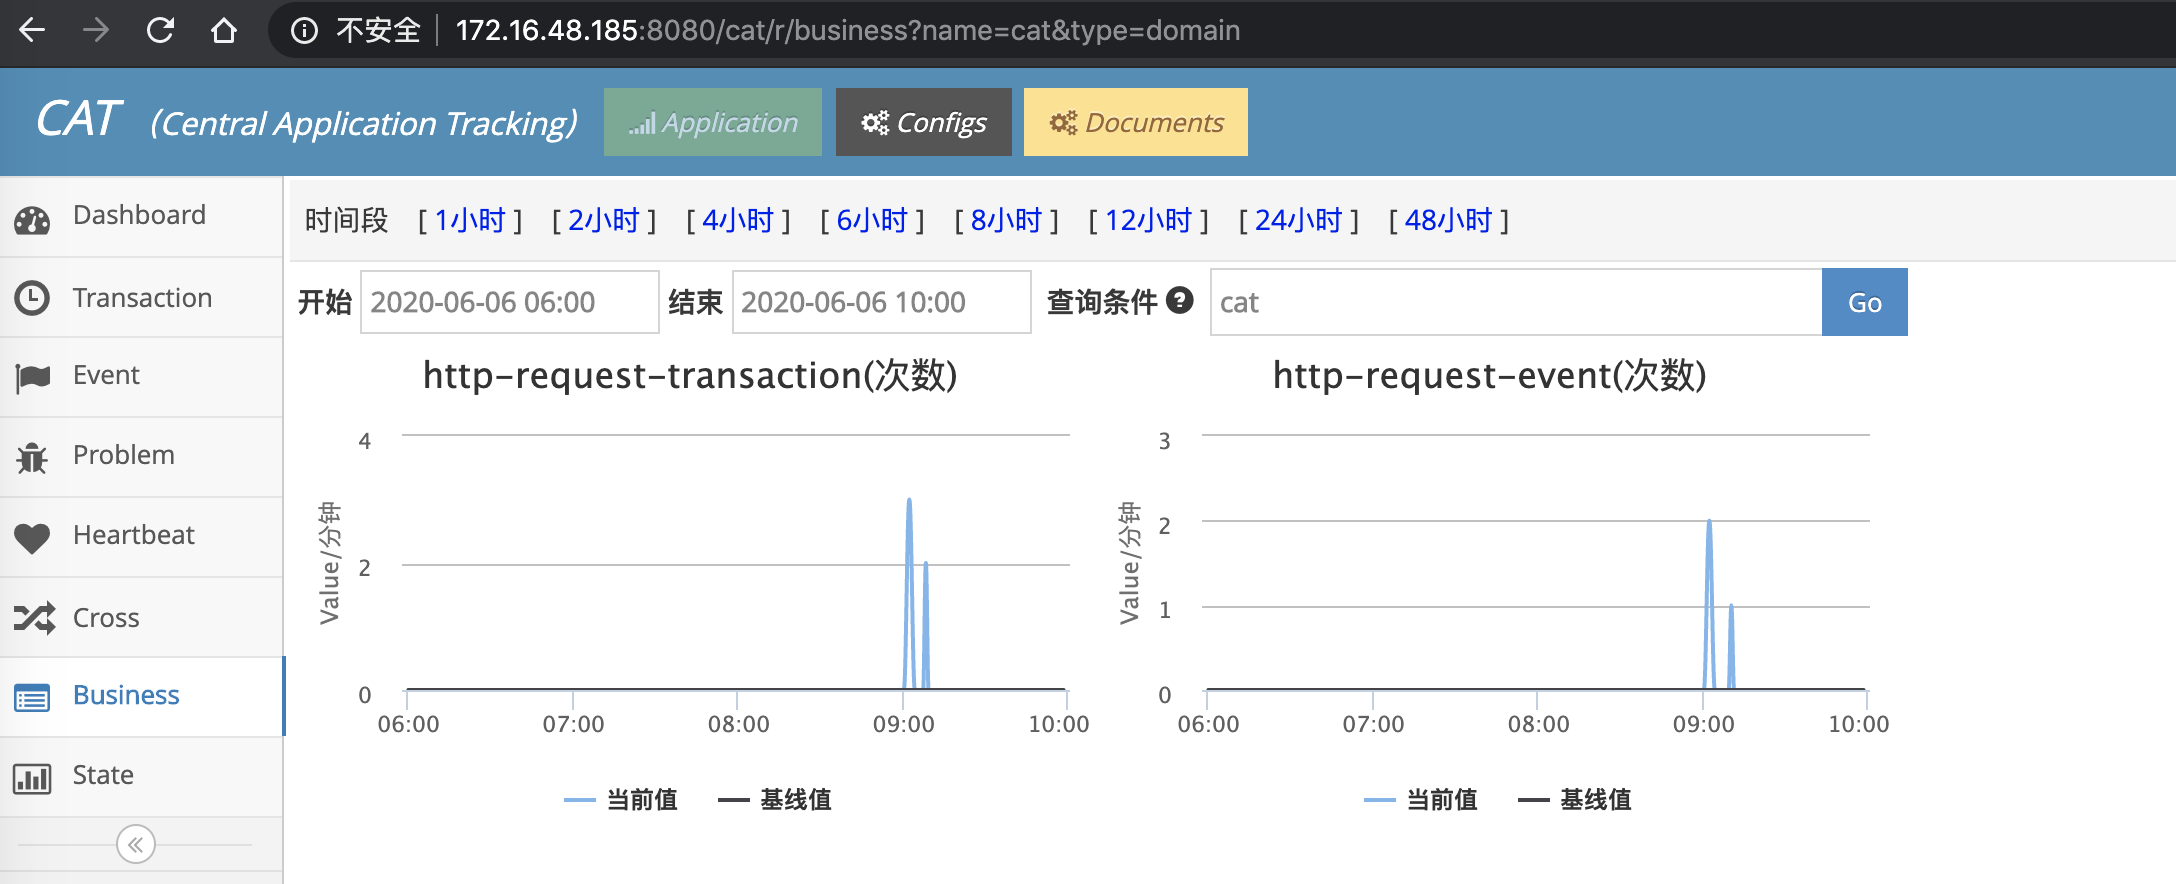 不安全 172.16.48.185:8080/cat/r/business?name=cat&type=domain
CAT (Central Application Tracking) Application Configs Documents
Dashboard
Transaction
Event
Problem
Heartbeat
Cross
Business
State
时间段 [ 1小时 ] [ 2小时 ] [ 4小时 ] [ 6小时 ] [ 8小时 ] [ 12小时 ] [ 24小时 ] [ 48小时 ]
开始 2020-06-06 06:00 结束 2020-06-06 10:00 查询条件 ? cat Go
http-request-transaction(次数)
Value/分钟
4
2
0
06:00 07:00 08:00 09:00 10:00
当前值 基线值
http-request-event(次数)
Value/分钟
3
2
1
0
06:00 07:00 08:00 09:00 10:00
当前值 基线值